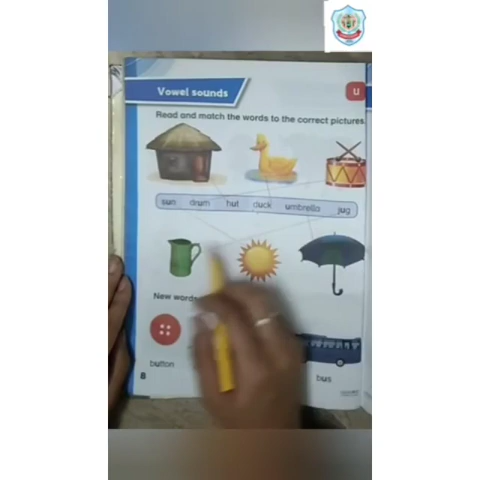 Vowel sounds
u
Read and match the words to the correct pictures
sun drum hut duck umbrella jug
New words
button
bus
8